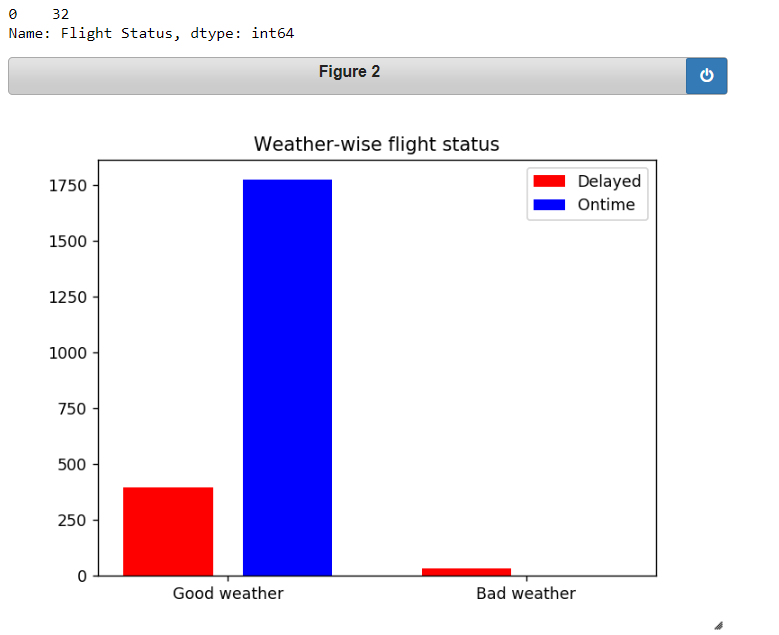 0    32
Name: Flight Status, dtype: int64
Figure 2
Weather-wise flight status
Delayed
Ontime
1750
1500
1250
1000
750
500
250
0
Good weather
Bad weather